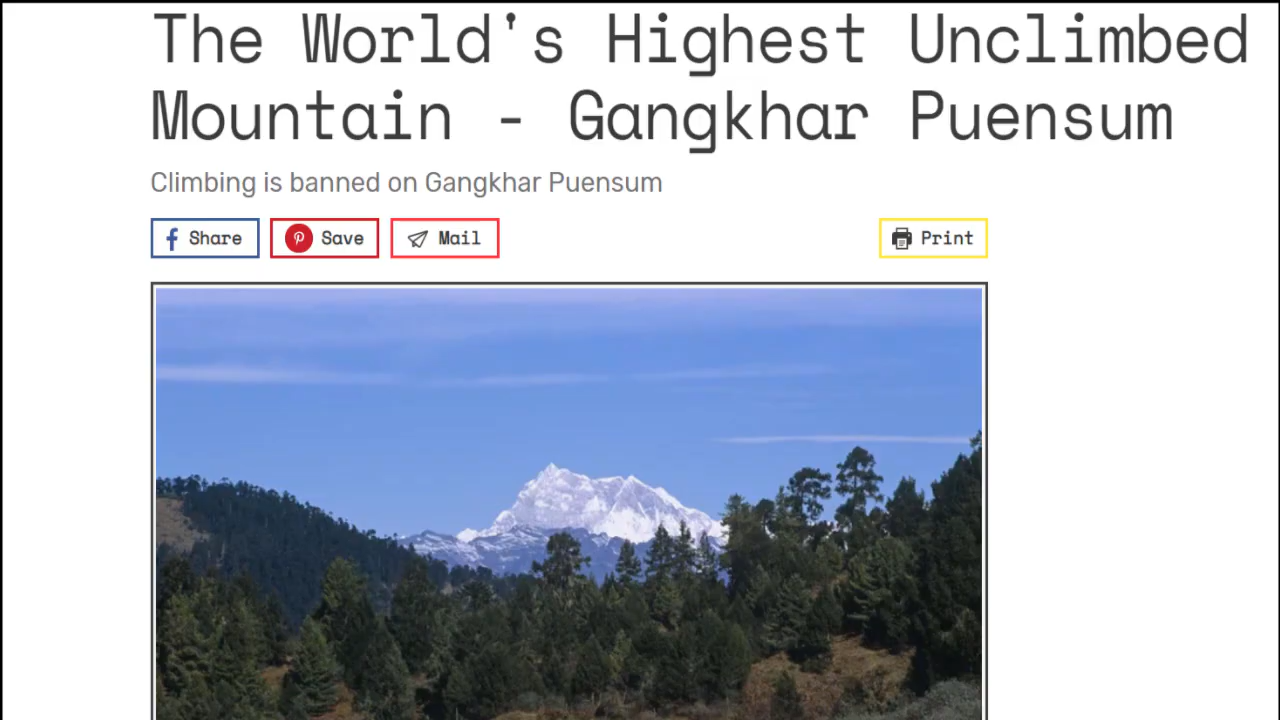 The World's Highest Unclimbed
Mountain - Gangkhar Puensum
Climbing is banned on Gangkhar Puensum
Share Save Mail Print